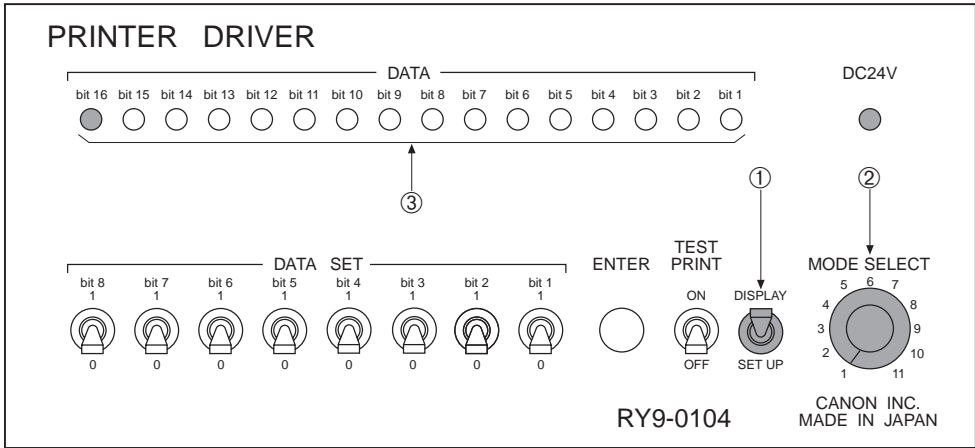 PRINTER DRIVER
DATA
DC24V
bit 16 bit 15 bit 14 bit 13 bit 12 bit 11 bit 10 bit 9 bit 8 bit 7 bit 6 bit 5 bit 4 bit 3 bit 2 bit 1
③
①
②
DATA SET
bit 8 bit 7 bit 6 bit 5 bit 4 bit 3 bit 2 bit 1
1 1 1 1 1 1 1 1
0 0 0 0 0 0 0 0
ENTER
TEST
PRINT
ON
OFF
DISPLAY
SET UP
MODE SELECT
1 2 3 4 5 6 7 8 9 10 11
RY9-0104
CANON INC.
MADE IN JAPAN